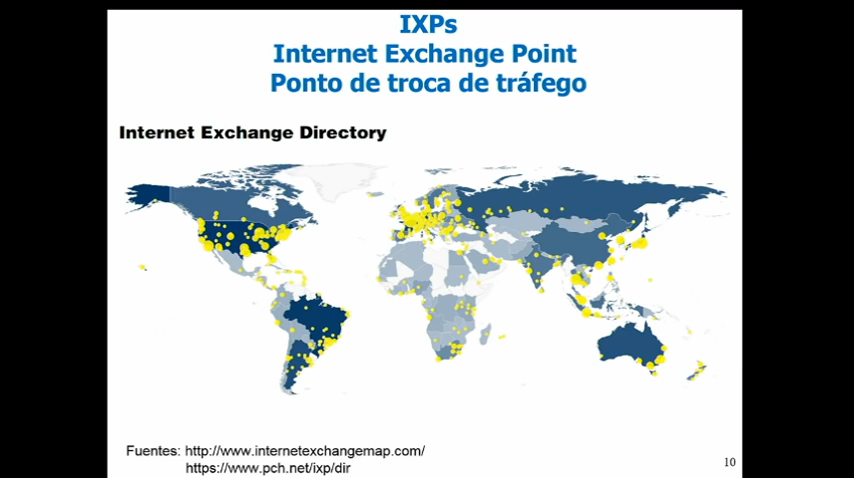 IXPs
Internet Exchange Point
Ponto de troca de tráfego
Internet Exchange Directory
Fuentes: http://www.internetexchangemap.com/
https://www.pch.net/ixp/dir
10